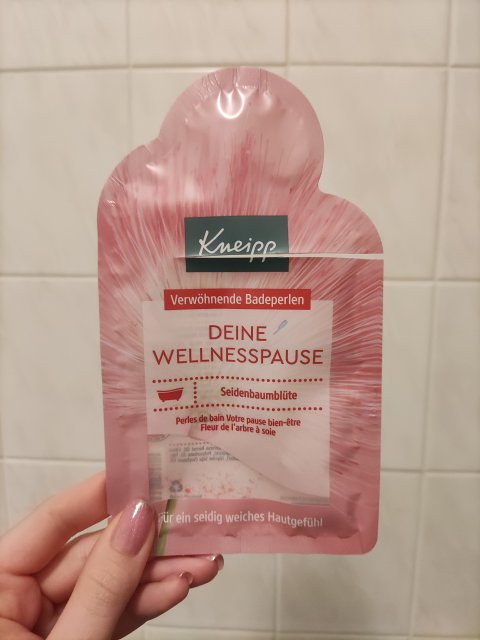 Kneipp
Verwöhnende Badeperlen
DEINE
WELLNESSPAUSE
Seidenbaumblüte
Perles de bain Votre pause bien-être
Fleur de l'arbre à soie
für ein seidig weiches Hautgefühl